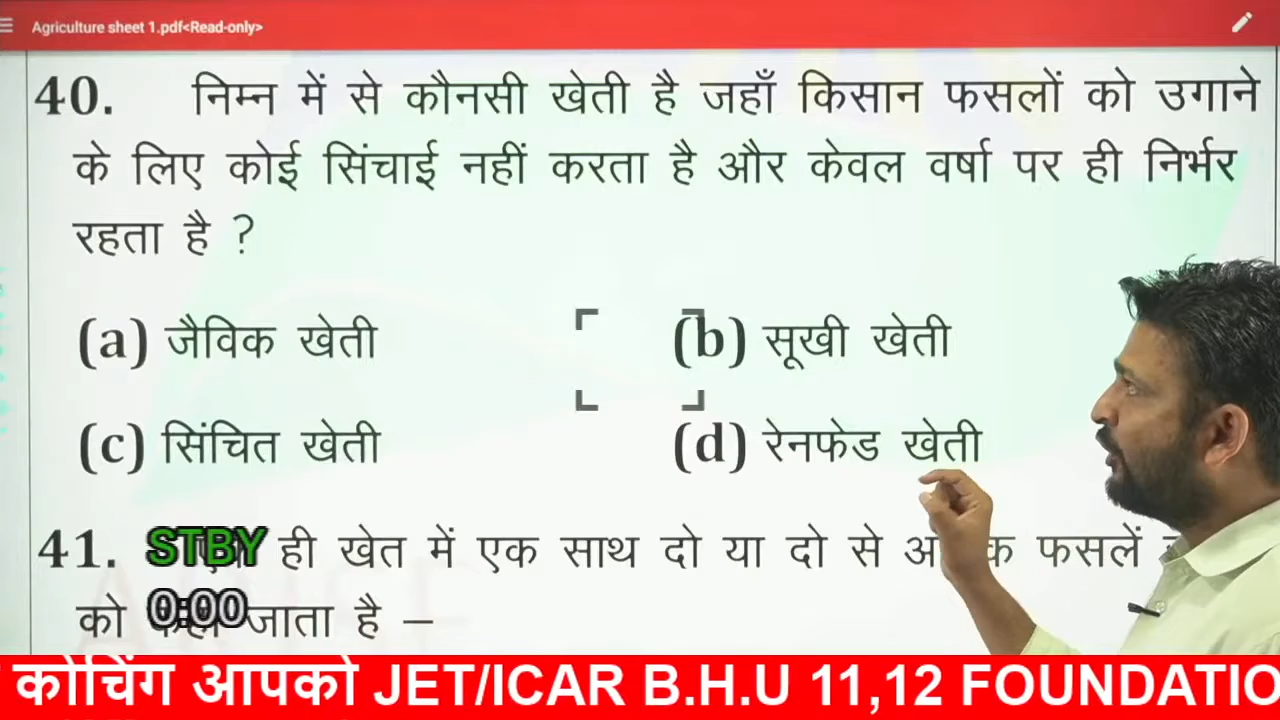 Agriculture sheet 1.pdf<Read-only>
40. निम्न में से कौनसी खेती है जहाँ किसान फसलों को उगाने
के लिए कोई सिंचाई नहीं करता है और केवल वर्षा पर ही निर्भर
रहता है ?
(a) जैविक खेती
(b) सूखी खेती
(c) सिंचित खेती
(d) रेनफेड खेती
41. ही खेत में एक साथ दो या दो से फसलें
STBY
को जाता है –
0:00
कोचिंग आपको JET/ICAR B.H.U 11,12 FOUNDATIO